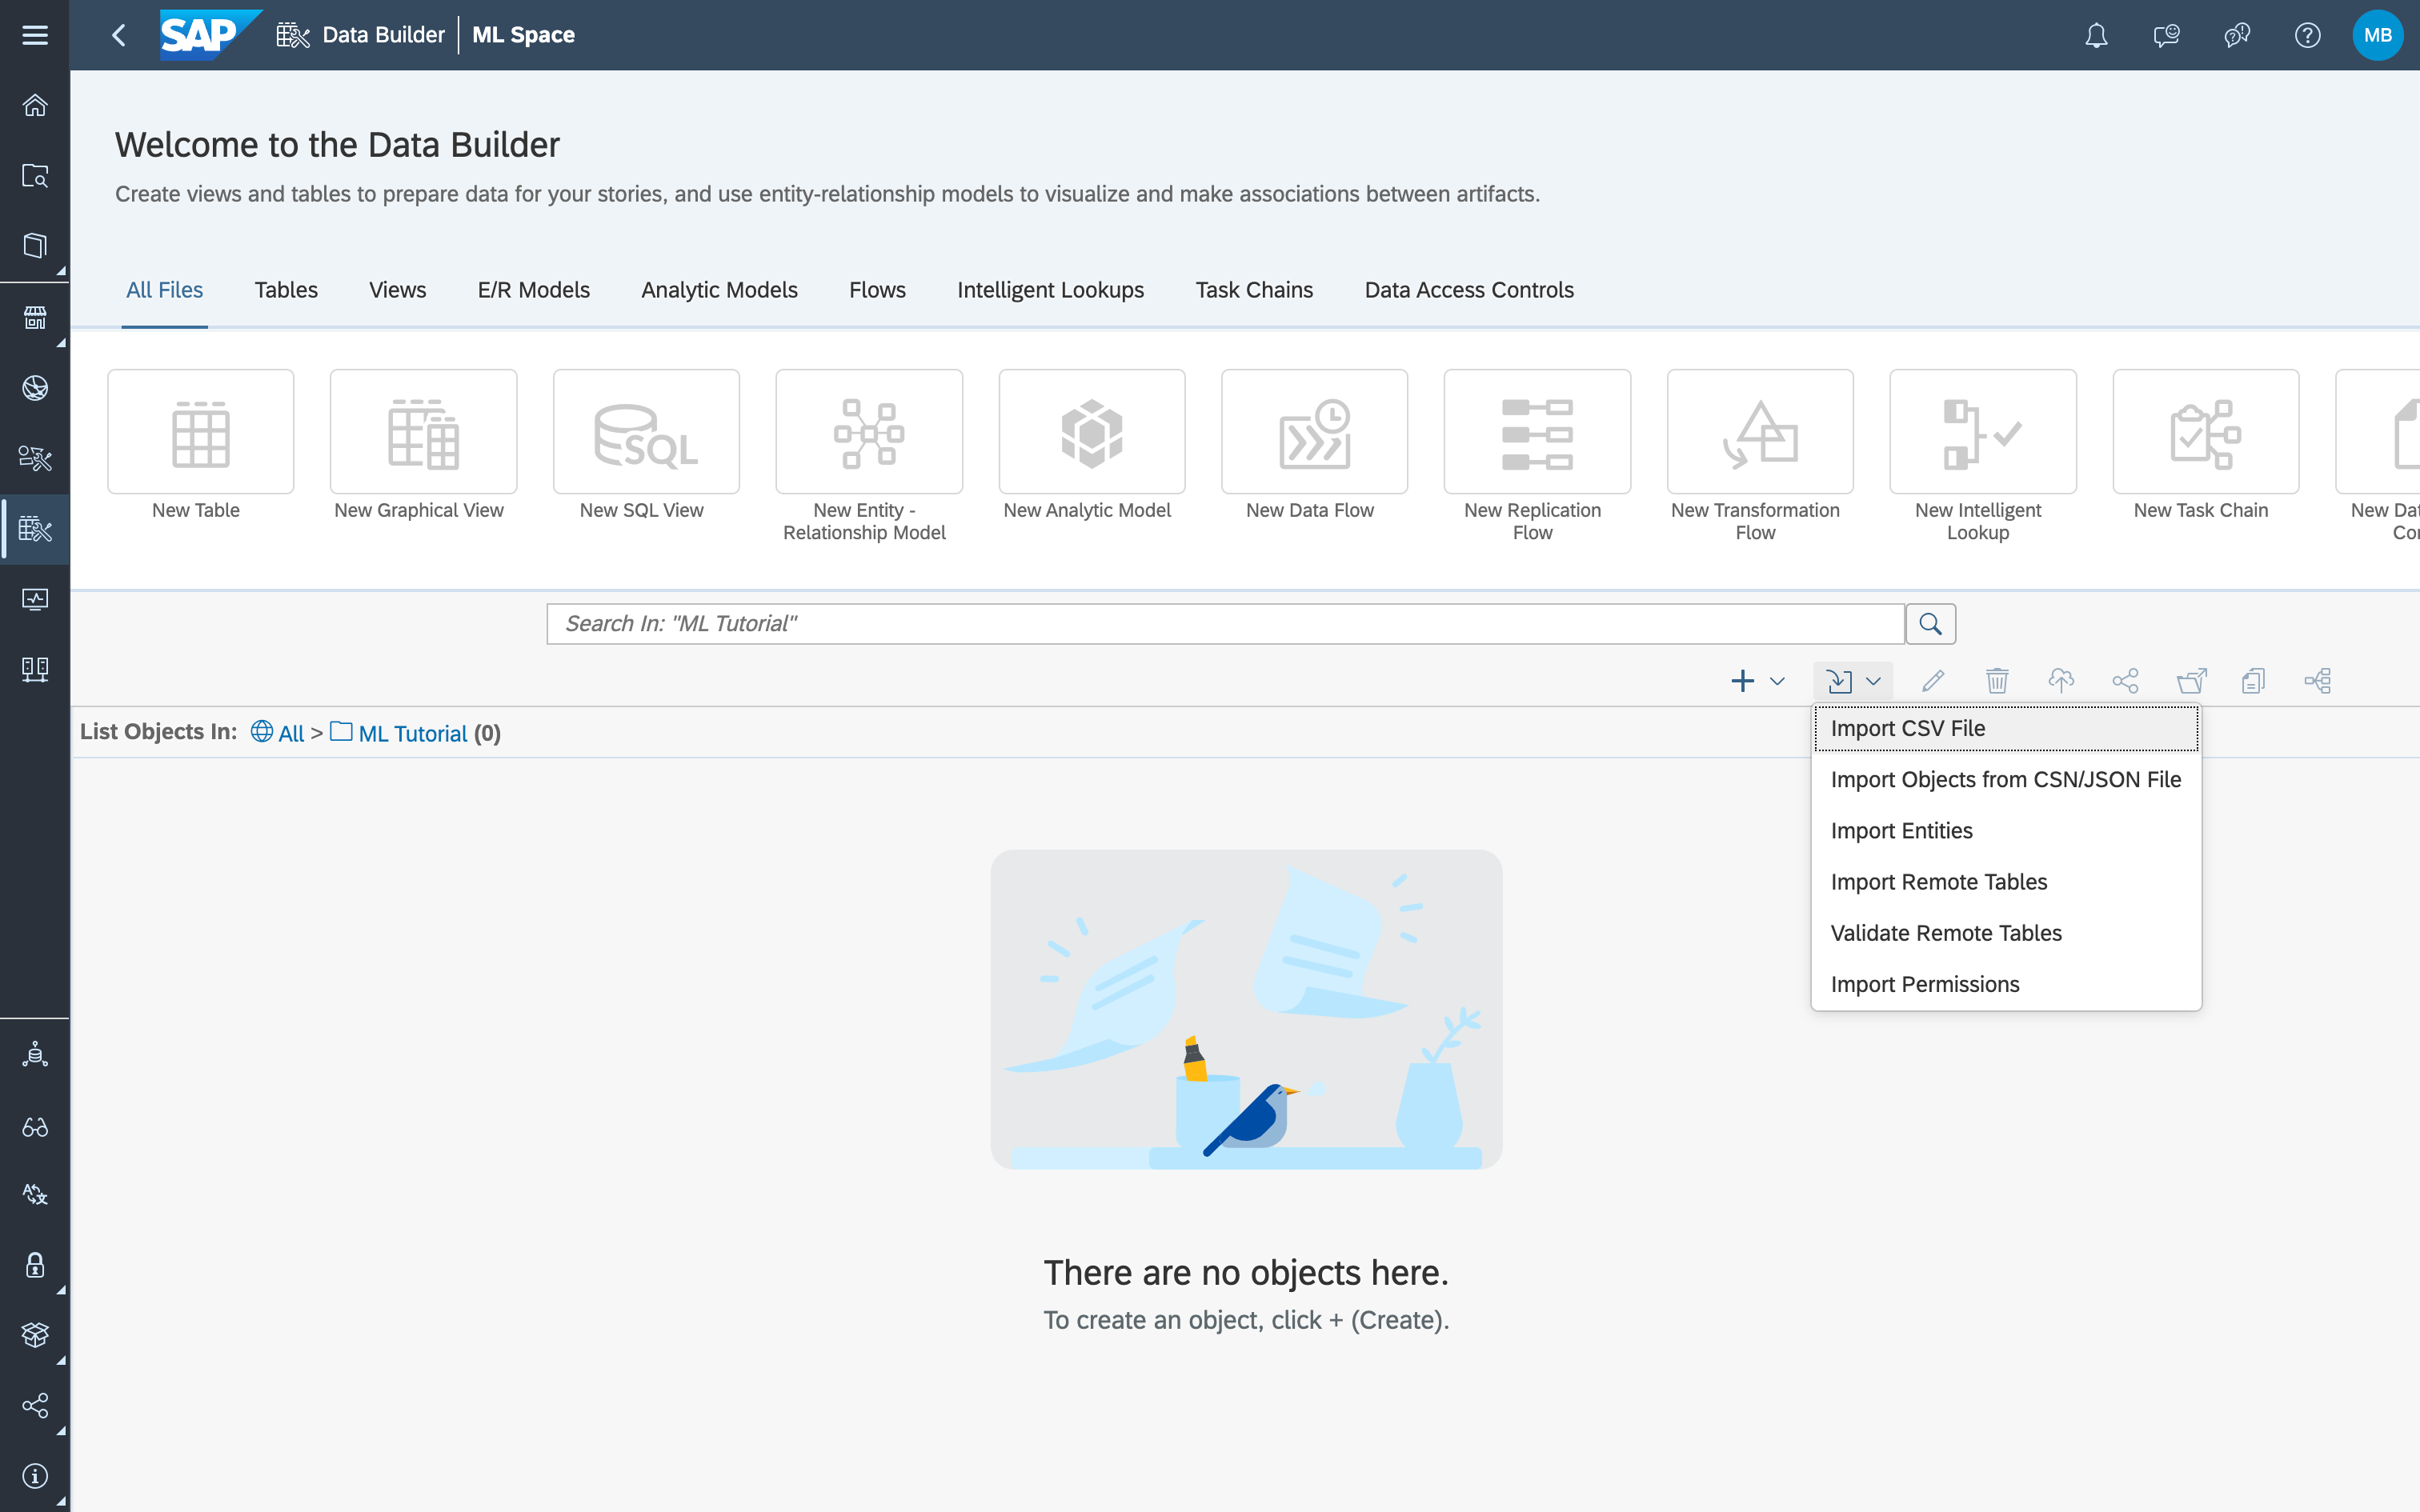 SAP Data Builder ML Space MB
Welcome to the Data Builder
Create views and tables to prepare data for your stories, and use entity-relationship models to visualize and make associations between artifacts.
All Files Tables Views E/R Models Analytic Models Flows Intelligent Lookups Task Chains Data Access Controls
SQL
New Table New Graphical View New SQL View New Entity - New Analytic Model New Data Flow New Replication New Transformation New Intelligent New Task Chain New Dat
Relationship Model Flow Flow Lookup Co
Search In: "ML Tutorial"
List Objects In: All > ML Tutorial (0)
Import CSV File
Import Objects from CSN/JSON File
Import Entities
Import Remote Tables
Validate Remote Tables
Import Permissions
There are no objects here.
To create an object, click + (Create).